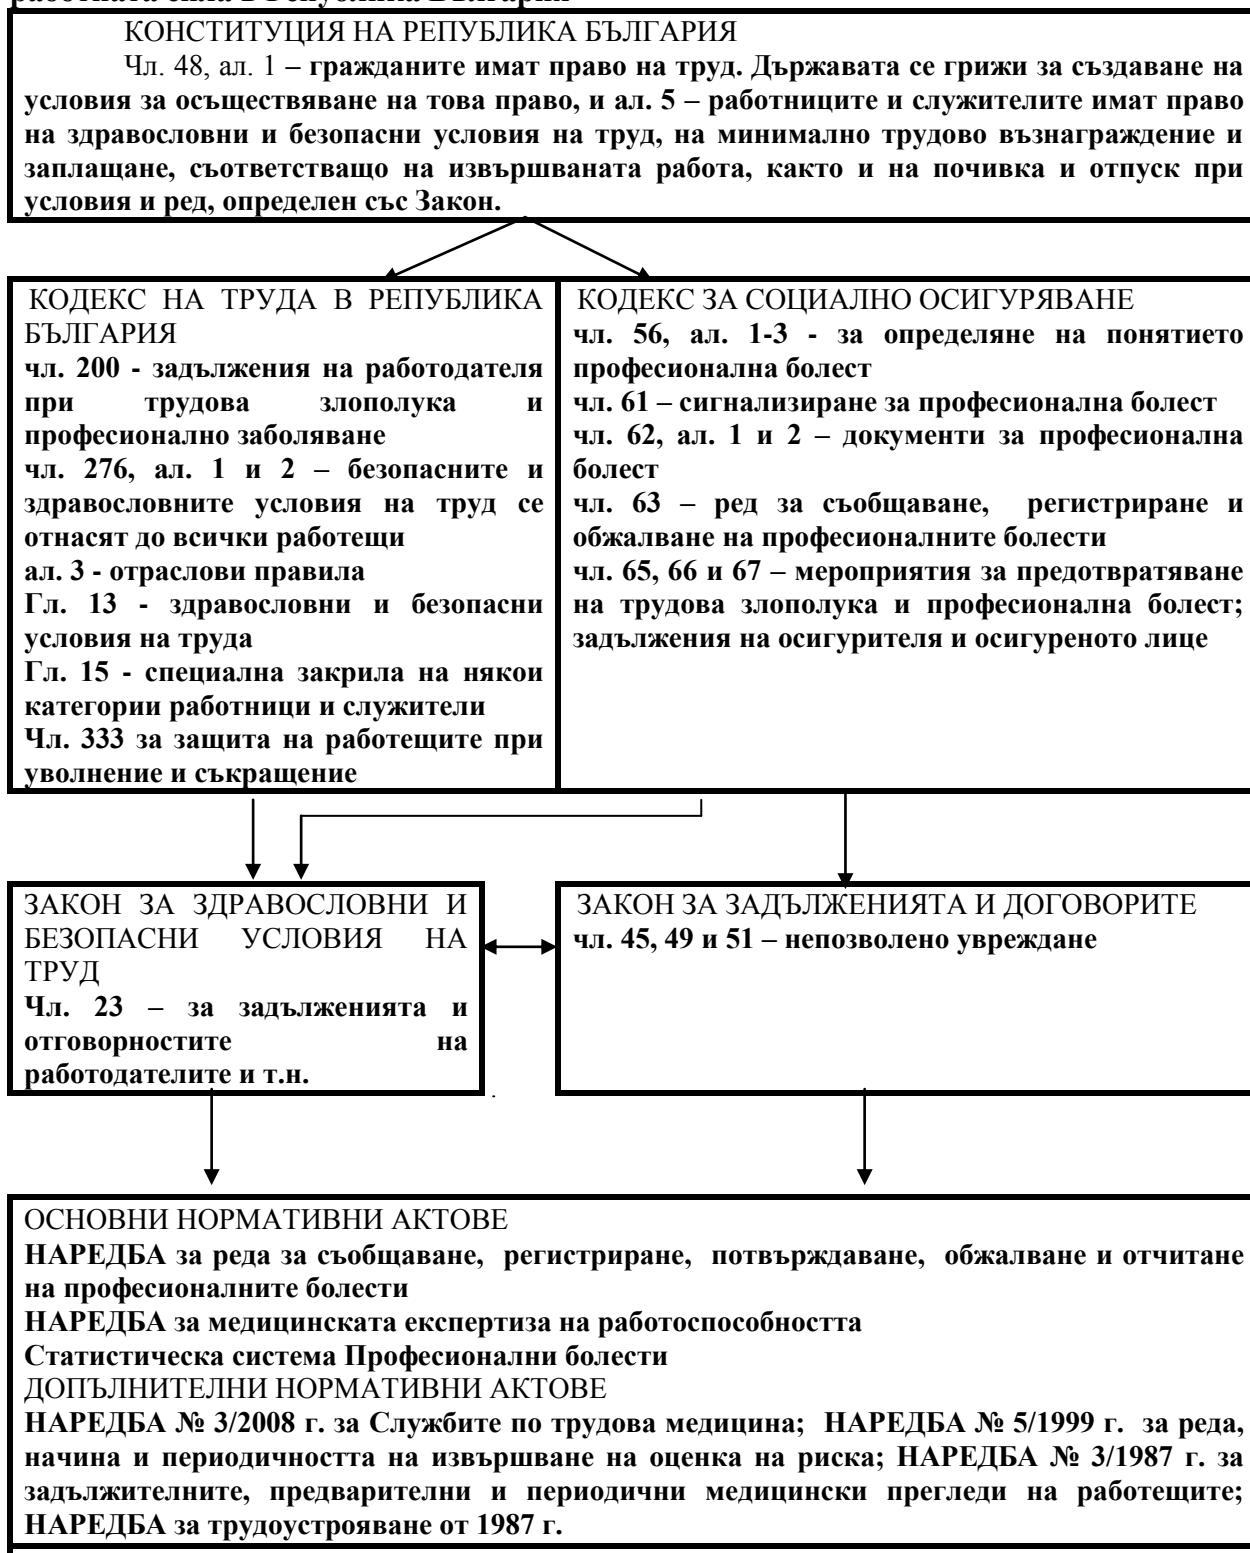 работната сила в Република България
КОНСТИТУЦИЯ НА РЕПУБЛИКА БЪЛГАРИЯ
Чл. 48, ал. 1 – гражданите имат право на труд. Държавата се грижи за създаване на
условия за осъществяване на това право, и ал. 5 – работниците и служителите имат право
на здравословни и безопасни условия на труд, на минимално трудово възнаграждение и
заплащане, съответстващо на извършваната работа, както и на почивка и отпуск при
условия и ред, определен със Закон.
КОДЕКС НА ТРУДА В РЕПУБЛИКА
БЪЛГАРИЯ
чл. 200 - задължения на работодателя
при трудова злополука и
професионално заболяване
чл. 276, ал. 1 и 2 – безопасните и
здравословните условия на труд се
отнасят до всички работещи
ал. 3 - отраслови правила
Гл. 13 - здравословни и безопасни
условия на труда
Гл. 15 - специална закрила на някои
категории работници и служители
Чл. 333 за защита на работещите при
уволнение и съкращение
КОДЕКС ЗА СОЦИАЛНО ОСИГУРЯВАНЕ
чл. 56, ал. 1-3 - за определяне на понятието
професионална болест
чл. 61 – сигнализиране за професионална болест
чл. 62, ал. 1 и 2 – документи за професионална
болест
чл. 63 – ред за съобщаване, регистриране и
обжалване на професионалните болести
чл. 65, 66 и 67 – мероприятия за предотвратяване
на трудова злополука и професионална болест;
задължения на осигурителя и осигуреното лице
ЗАКОН ЗА ЗДРАВОСЛОВНИ И
БЕЗОПАСНИ УСЛОВИЯ НА
ТРУД
Чл. 23 – за задълженията и
отговорностите на
работодателите и т.н.
ЗАКОН ЗА ЗАДЪЛЖЕНИЯТА И ДОГОВОРИТЕ
чл. 45, 49 и 51 – непозволено увреждане
ОСНОВНИ НОРМАТИВНИ АКТОВЕ
НАРЕДБА за реда за съобщаване, регистриране, потвърждаване, обжалване и отчитане
на професионалните болести
НАРЕДБА за медицинската експертиза на работоспособността
Статистическа система Професионални болести
ДОПЪЛНИТЕЛНИ НОРМАТИВНИ АКТОВЕ
НАРЕДБА № 3/2008 г. за Службите по трудова медицина; НАРЕДБА № 5/1999 г. за реда,
начина и периодичността на извършване на оценка на риска; НАРЕДБА № 3/1987 г. за
задължителните, предварителни и периодични медицински прегледи на работещите;
НАРЕДБА за трудоустрояване от 1987 г.